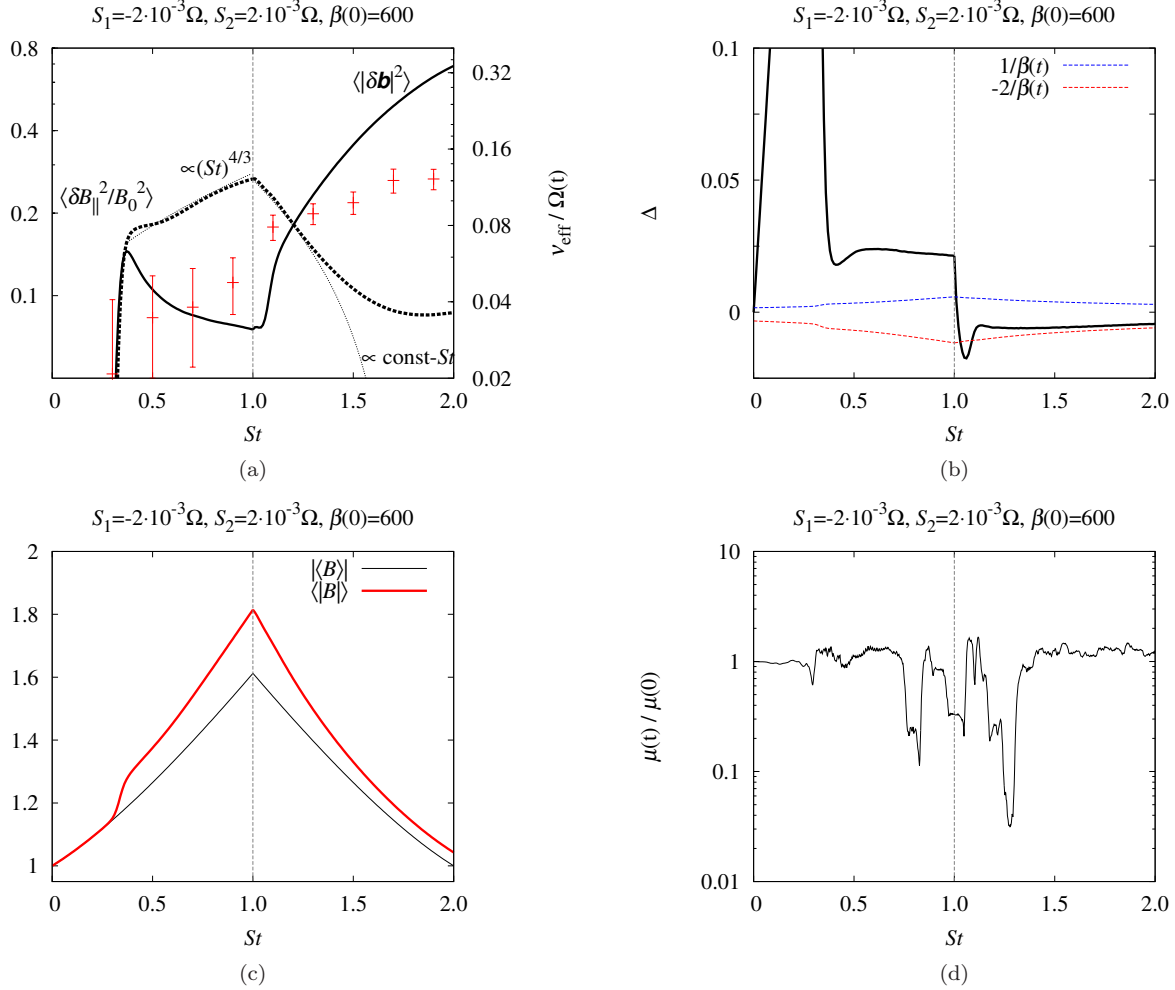 S₁=-2·10⁻³Ω, S₂=2·10⁻³Ω, β(0)=600
0.8
0.4
0.2
0.1
0.32
0.16
0.08
0.04
0.02
⟨|δb|²⟩
∝(St)⁴ᐟ³
⟨δB∥²/B₀²⟩
∝ const-St
ν_eff / Ω(t)
0.5 1.0 1.5 2.0
St
(a)
S₁=-2·10⁻³Ω, S₂=2·10⁻³Ω, β(0)=600
0.1
0.05
0
Δ
1/β(t)
-2/β(t)
0 0.5 1.0 1.5 2.0
St
(b)
S₁=-2·10⁻³Ω, S₂=2·10⁻³Ω, β(0)=600
2
1.8
1.6
1.4
1.2
1
|⟨B⟩|
⟨|B|⟩
0 0.5 1.0 1.5 2.0
St
(c)
S₁=-2·10⁻³Ω, S₂=2·10⁻³Ω, β(0)=600
10
1
0.1
0.01
μ(t) / μ(0)
0 0.5 1.0 1.5 2.0
St
(d)